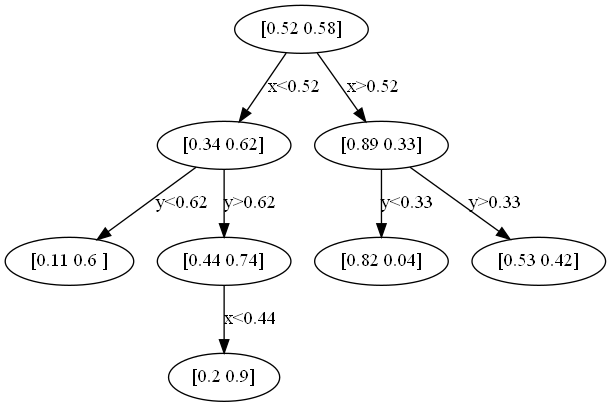 [0.52 0.58]
x<0.52
x>0.52
[0.34 0.62]
[0.89 0.33]
y<0.62
y>0.62
y<0.33
y>0.33
[0.11 0.6 ]
[0.44 0.74]
[0.82 0.04]
[0.53 0.42]
x<0.44
[0.2 0.9]